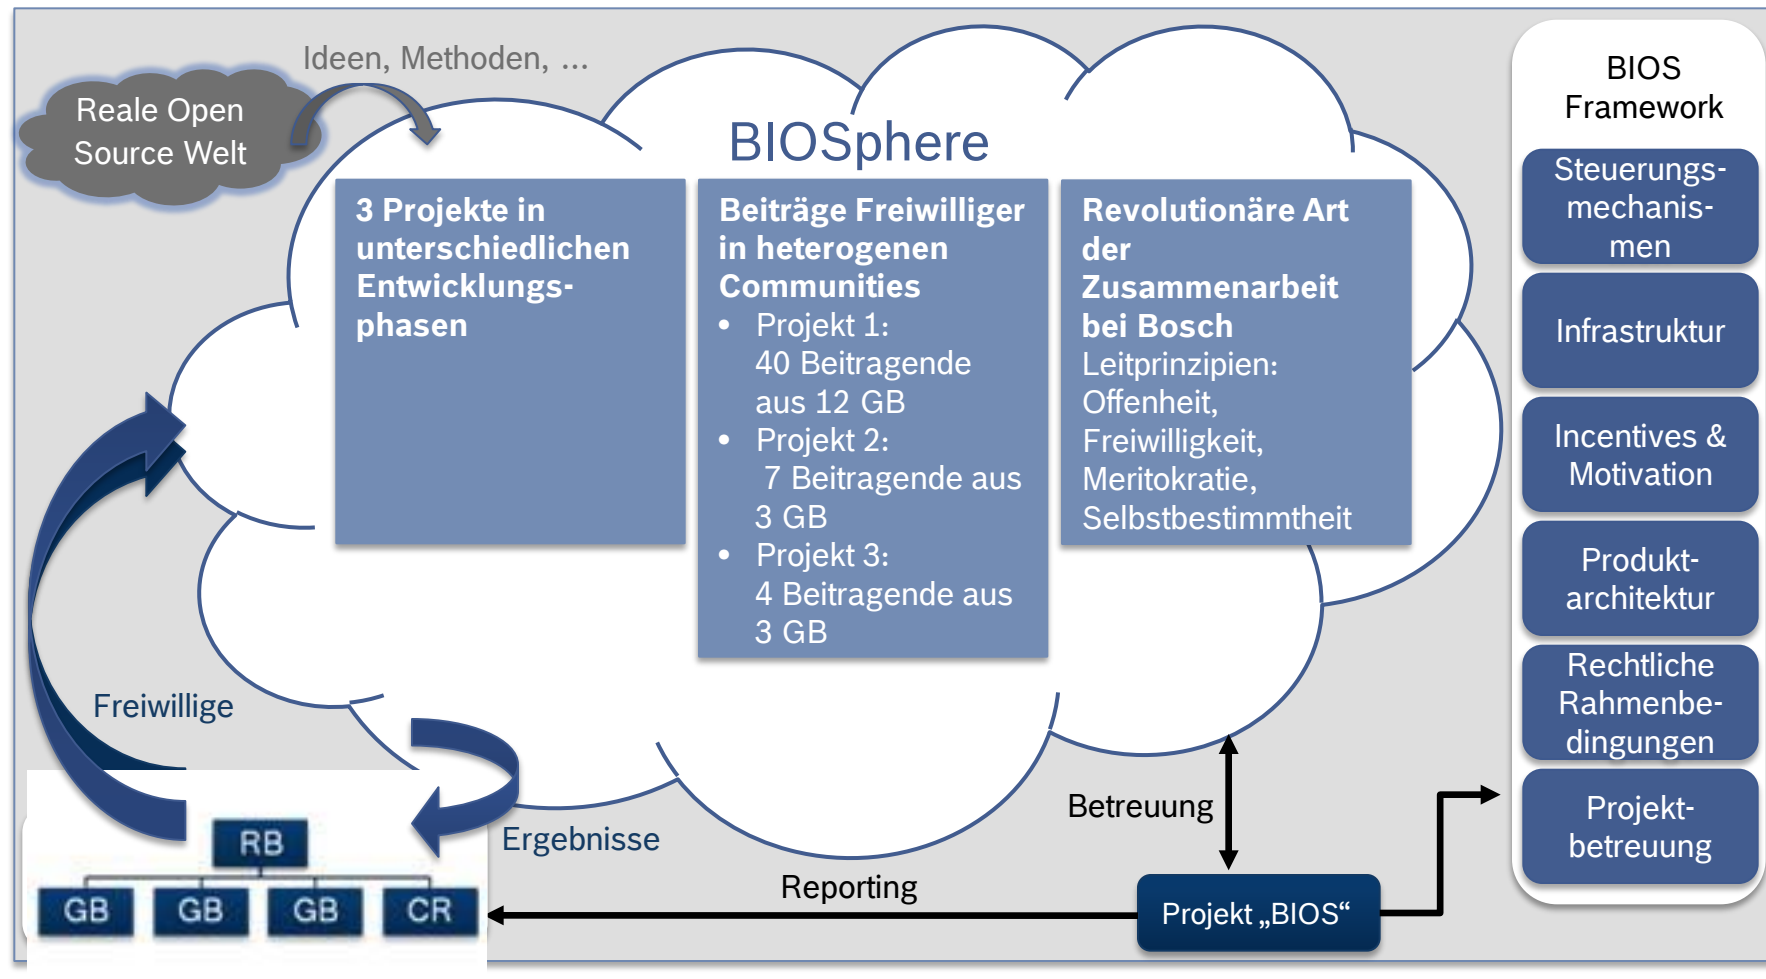 Ideen, Methoden, ...
Reale Open
Source Welt
BIOSphere
3 Projekte in
unterschiedlichen
Entwicklungs-
phasen
Beiträge Freiwilliger
in heterogenen
Communities
• Projekt 1:
40 Beitragende
aus 12 GB
• Projekt 2:
7 Beitragende aus
3 GB
• Projekt 3:
4 Beitragende aus
3 GB
Revolutionäre Art
der
Zusammenarbeit
bei Bosch
Leitprinzipien:
Offenheit,
Freiwilligkeit,
Meritokratie,
Selbstbestimmtheit
BIOS
Framework
Steuerungs-
mechanis-
men
Infrastruktur
Incentives &
Motivation
Produkt-
architektur
Rechtliche
Rahmenbe-
dingungen
Projekt-
betreuung
Freiwillige
Ergebnisse
Betreuung
Reporting
Projekt „BIOS“
RB
GB GB GB CR